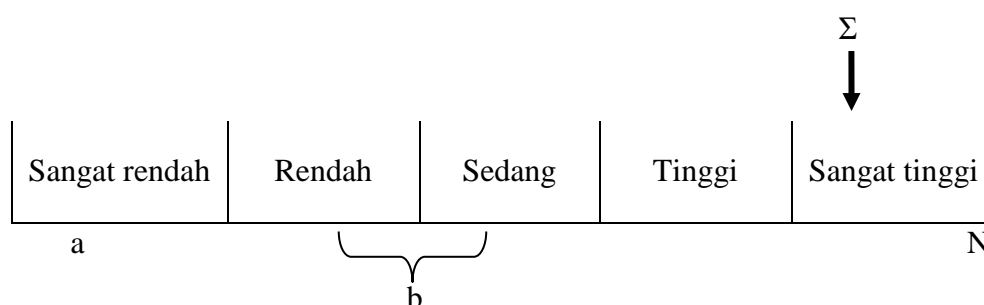 Σ
Sangat rendah Rendah Sedang Tinggi Sangat tinggi
a N
b